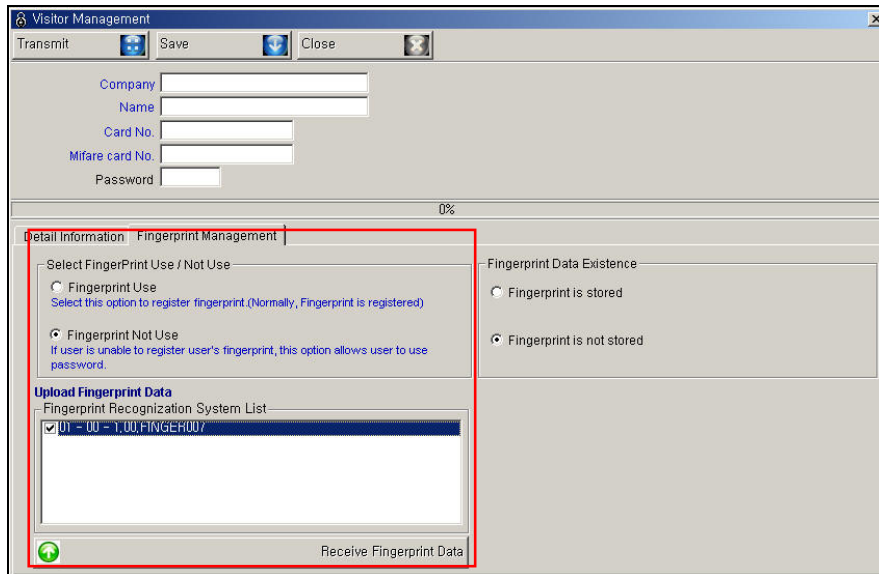 Visitor Management
Transmit Save Close
Company
Name
Card No.
Mifare card No.
Password
0%
Detail Information Fingerprint Management
Select FingerPrint Use / Not Use
Fingerprint Use
Select this option to register fingerprint.(Normally, Fingerprint is registered)
Fingerprint Not Use
If user is unable to register user's fingerprint, this option allows user to use
password.
Fingerprint Data Existence
Fingerprint is stored
Fingerprint is not stored
Upload Fingerprint Data
Fingerprint Recognization System List
01 - 00 - 1,00,FINGER007
Receive Fingerprint Data